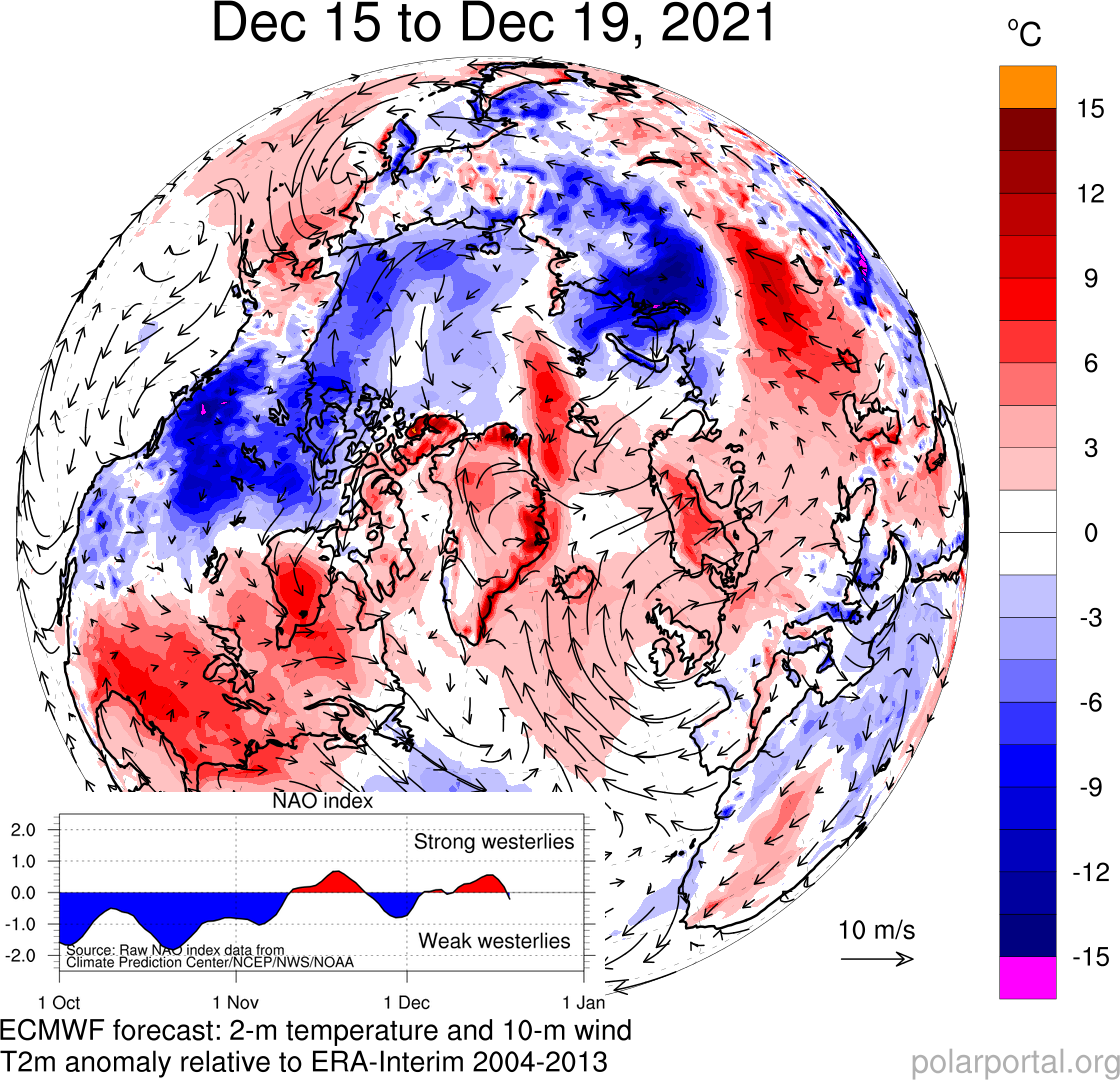 Dec 15 to Dec 19, 2021
oC
15
12
9
6
3
0
-3
-6
-9
-12
-15
10 m/s
NAO index
2.0
1.0
0.0
-1.0
-2.0
Strong westerlies
Weak westerlies
Source: Raw NAO index data from
Climate Prediction Center/NCEP/NWS/NOAA
1 Oct 1 Nov 1 Dec 1 Jan
ECMWF forecast: 2-m temperature and 10-m wind
T2m anomaly relative to ERA-Interim 2004-2013
polarportal.org